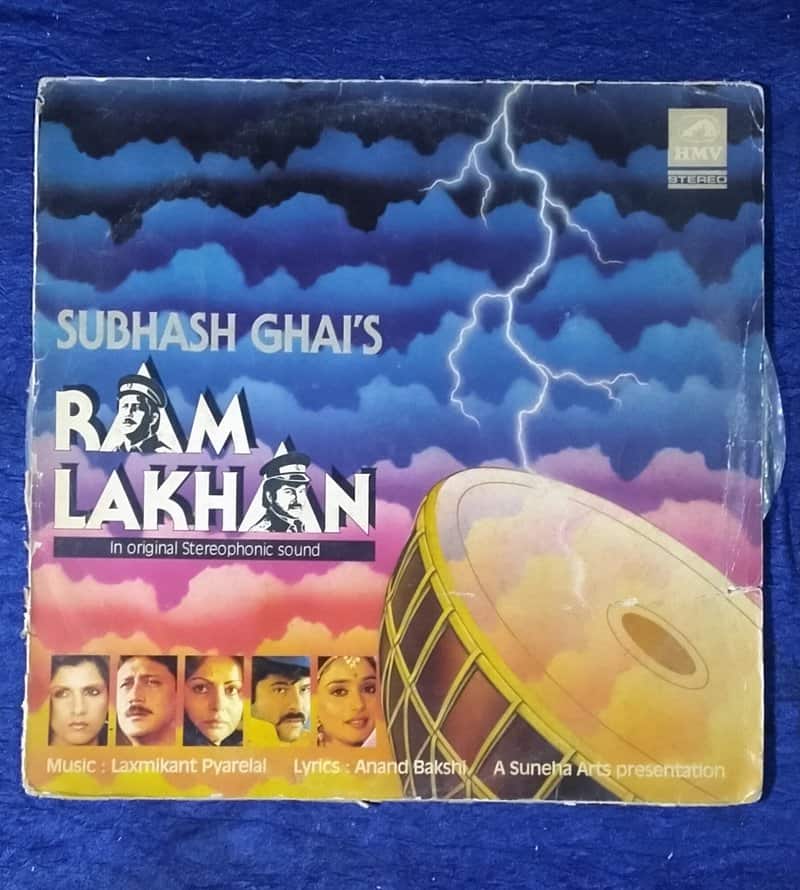 HMV
STEREO
SUBHASH GHAI'S
RAM
LAKHAN
In original Stereophonic sound
Music : Laxmikant Pyarelal Lyrics : Anand Bakshi A Suneha Arts presentation